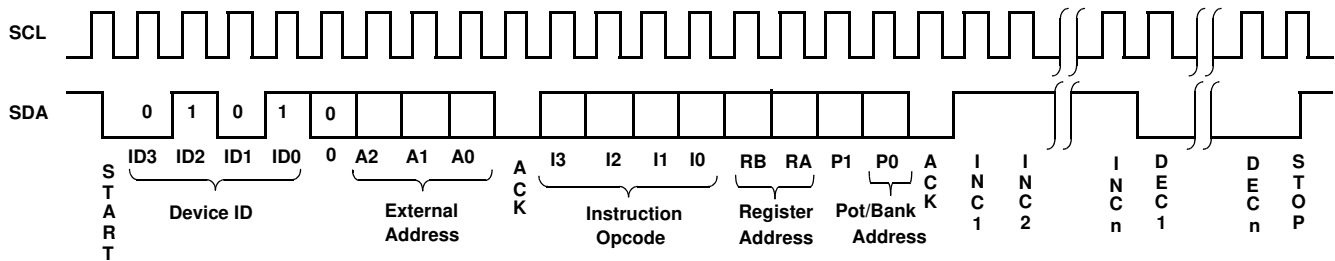 SCL
SDA
0 1 0 1 0
ID3 ID2 ID1 ID0 0 A2 A1 A0 I3 I2 I1 I0 RB RA P1 P0
START
Device ID
External
Address
ACK
Instruction
Opcode
Register
Address
Pot/Bank
Address
ACK
INC1
INC2
INCn
DEC1
DECn
STOP